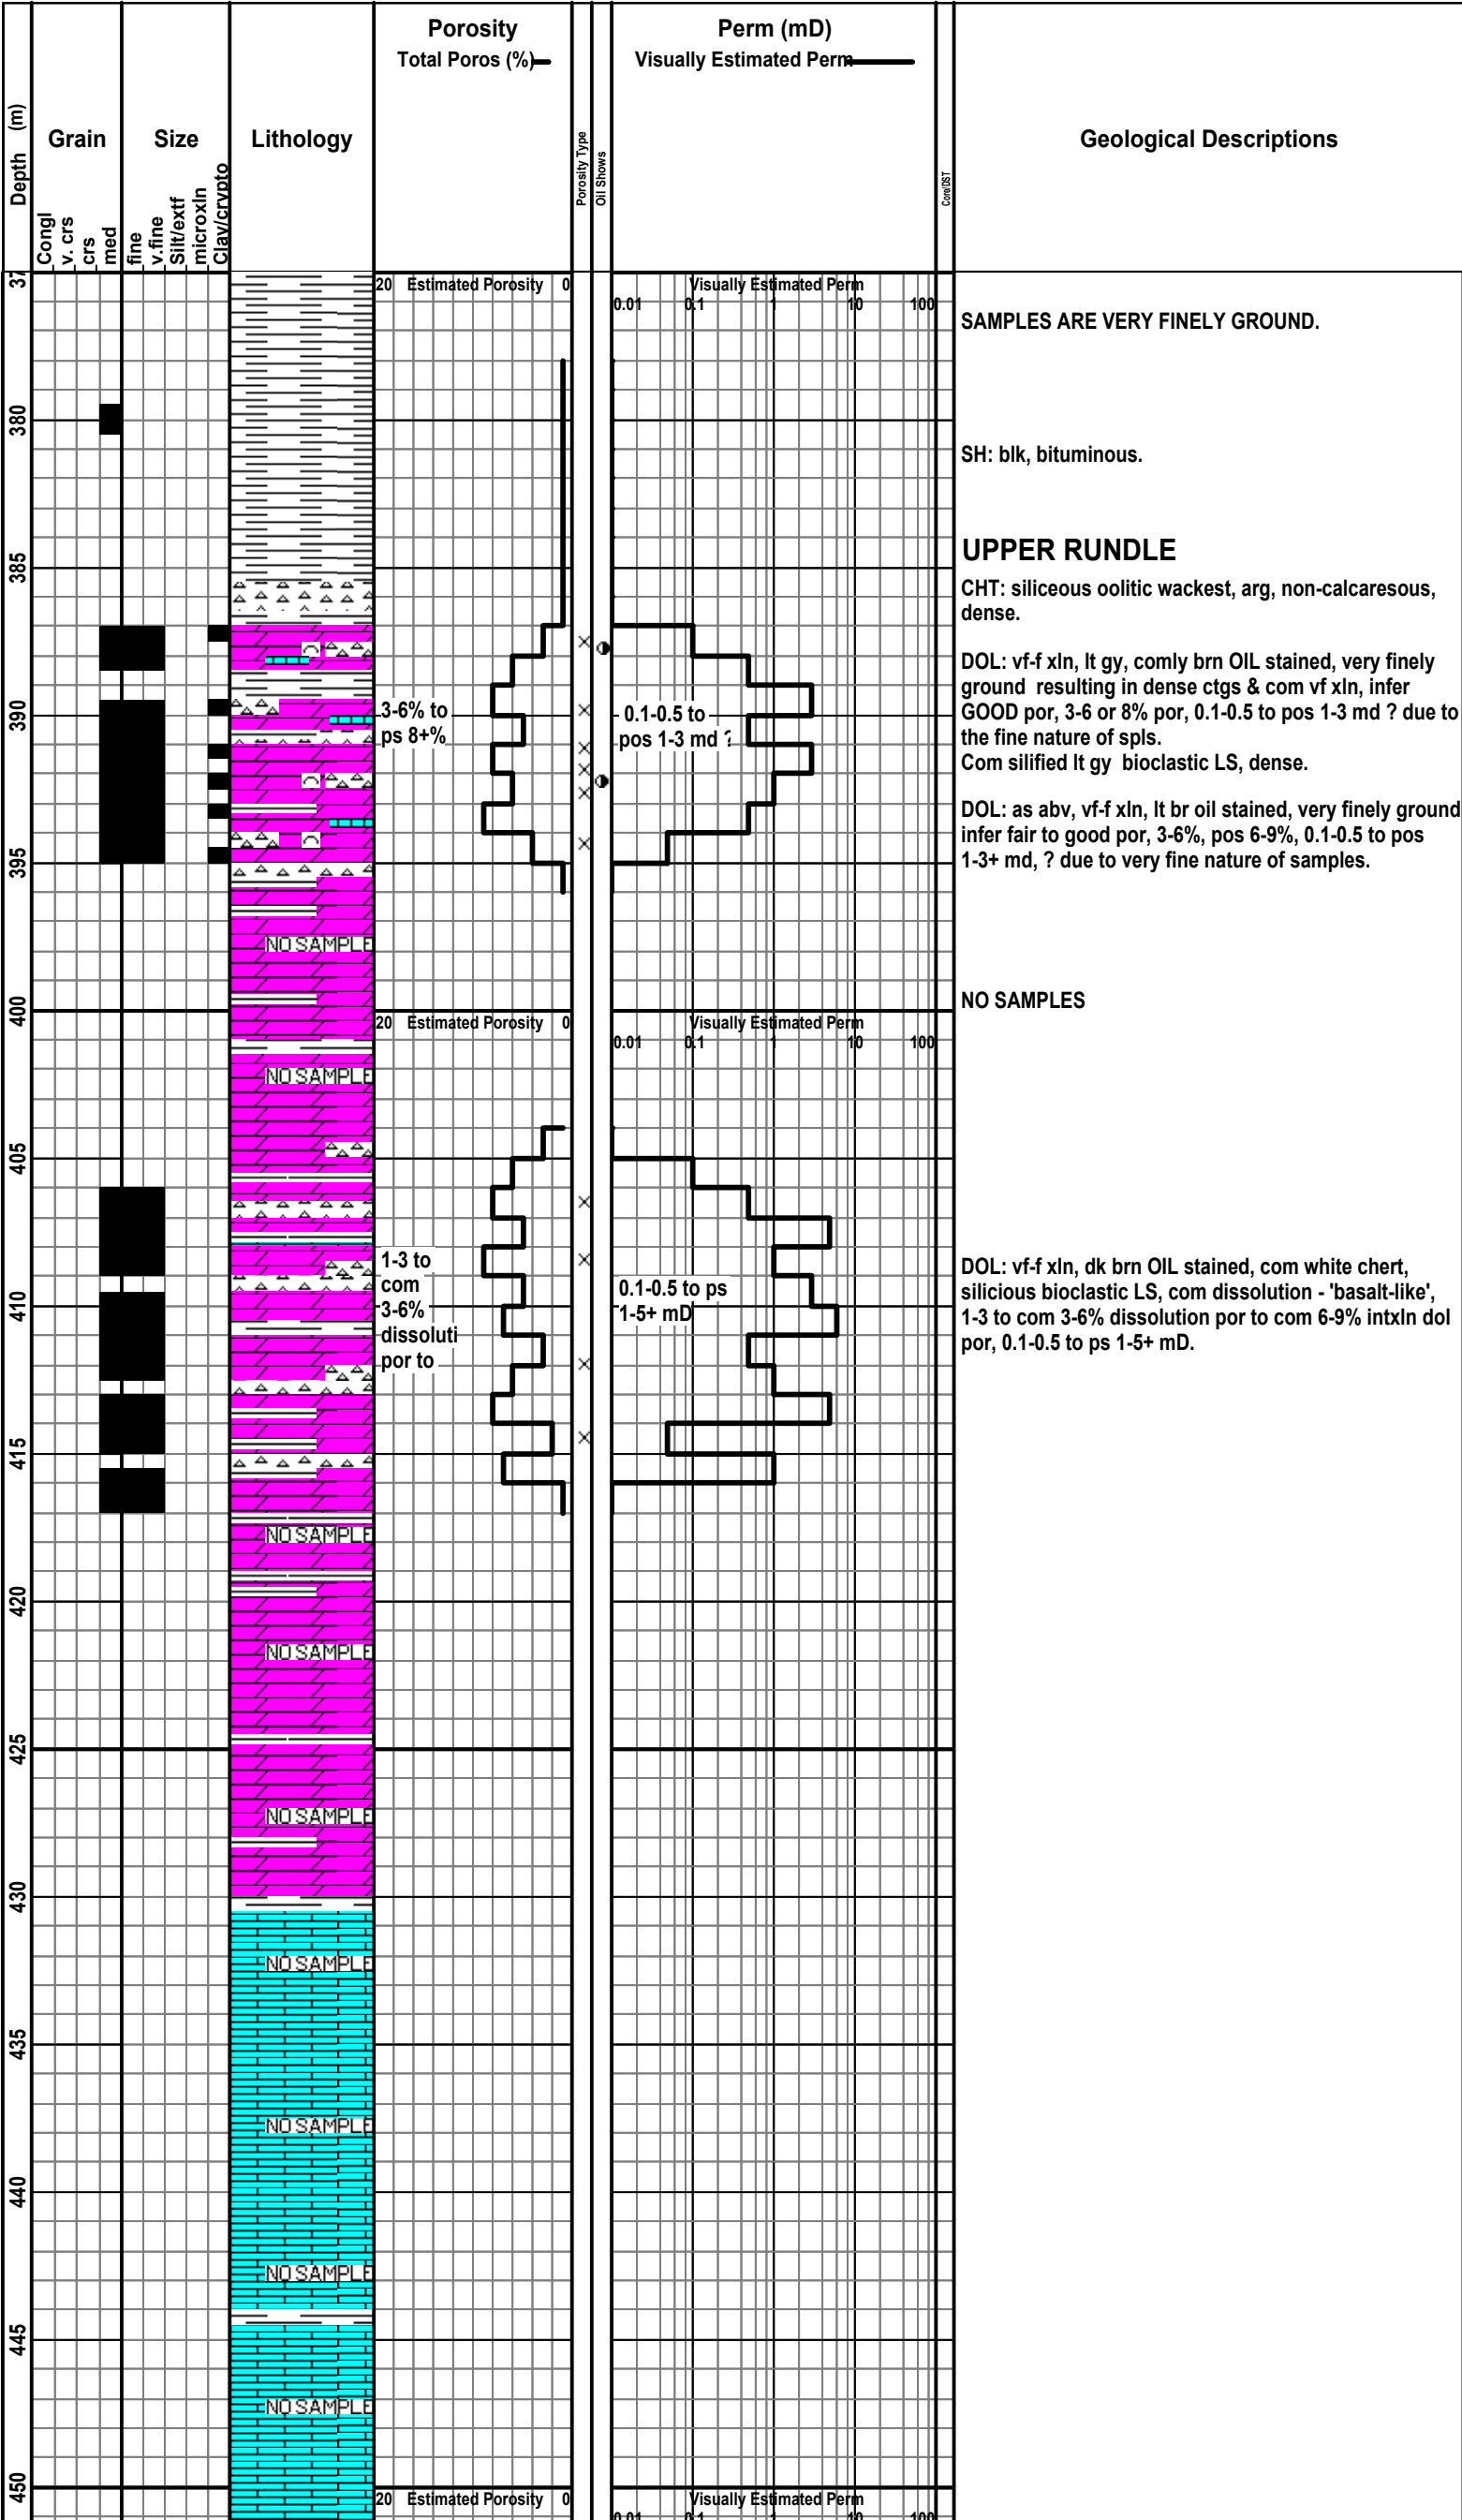 Porosity
Total Poros (%)
Perm (mD)
Visually Estimated Perm
Depth (m)
Grain Size
Lithology
Porosity Type
Oil Shows
Core/DST
Geological Descriptions
Congl
v. crs
crs
med
fine
v.fine
Silt/extf
microxln
Clay/crypto
37
20 Estimated Porosity 0
Visually Estimated Perm
0.01 0.1 1 10 100
SAMPLES ARE VERY FINELY GROUND.
380
SH: blk, bituminous.
UPPER RUNDLE
385
CHT: siliceous oolitic wackest, arg, non-calcaresous,
dense.
DOL: vf-f xln, lt gy, comly brn OIL stained, very finely
ground resulting in dense ctgs & com vf xln, infer
GOOD por, 3-6 or 8% por, 0.1-0.5 to pos 1-3 md ? due to
the fine nature of spls.
Com silified lt gy bioclastic LS, dense.
390
3-6% to
ps 8+%
0.1-0.5 to
pos 1-3 md ?
DOL: as abv, vf-f xln, lt br oil stained, very finely ground
infer fair to good por, 3-6%, pos 6-9%, 0.1-0.5 to pos
1-3+ md, ? due to very fine nature of samples.
395
NO SAMPLE
NO SAMPLES
400
20 Estimated Porosity 0
Visually Estimated Perm
0.01 0.1 1 10 100
NO SAMPLE
405
1-3 to
com
3-6%
dissoluti
por to
0.1-0.5 to ps
1-5+ mD
DOL: vf-f xln, dk brn OIL stained, com white chert,
silicious bioclastic LS, com dissolution - 'basalt-like',
1-3 to com 3-6% dissolution por to com 6-9% intxln dol
por, 0.1-0.5 to ps 1-5+ mD.
410
415
NO SAMPLE
420
NO SAMPLE
425
NO SAMPLE
430
NO SAMPLE
435
NO SAMPLE
440
NO SAMPLE
445
NO SAMPLE
450
20 Estimated Porosity 0
Visually Estimated Perm
0.01 0.1 1 10 100